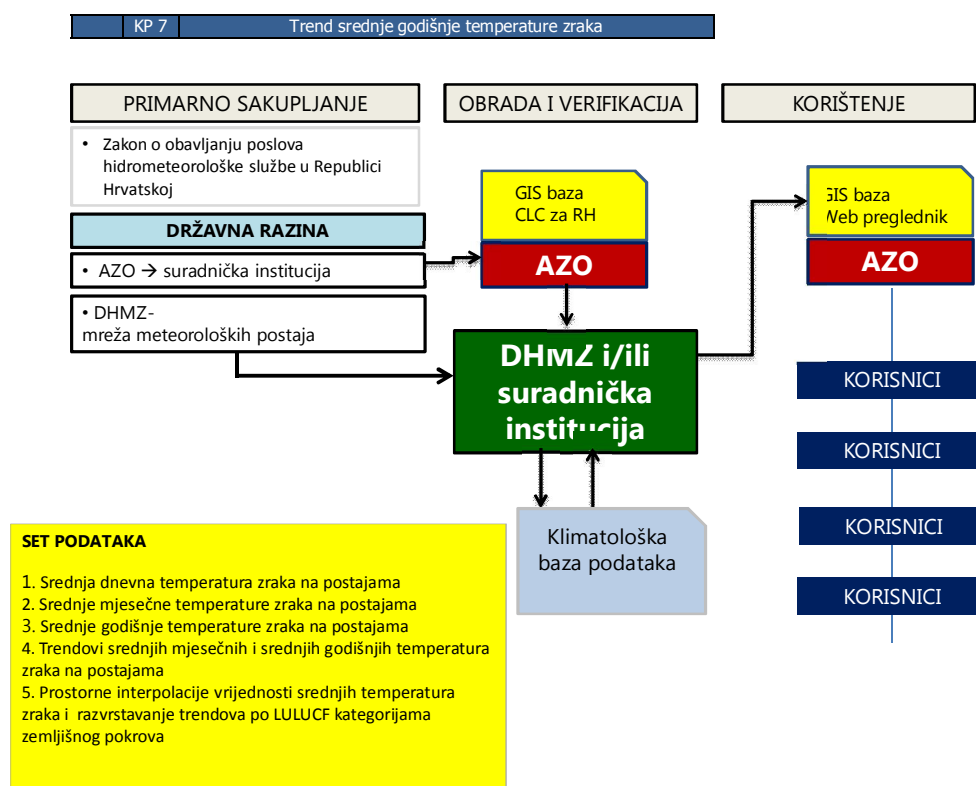 KP 7 Trend srednje godišnje temperature zraka
PRIMARNO SAKUPLJANJE
OBRADA I VERIFIKACIJA
KORIŠTENJE
• Zakon o obavljanju poslova
hidrometeorološke službe u Republici
Hrvatskoj
DRŽAVNA RAZINA
• AZO → suradnička institucija
• DHMZ-
mreža meteoroloških postaja
GIS baza
CLC za RH
AZO
GIS baza
Web preglednik
AZO
DHMZ i/ili
suradnička
institucija
KORISNICI
KORISNICI
KORISNICI
KORISNICI
Klimatološka
baza podataka
SET PODATAKA
1. Srednja dnevna temperatura zraka na postajama
2. Srednje mjesečne temperature zraka na postajama
3. Srednje godišnje temperature zraka na postajama
4. Trendovi srednjih mjesečnih i srednjih godišnjih temperatura
zraka na postajama
5. Prostorne interpolacije vrijednosti srednjih temperatura
zraka i razvrstavanje trendova po LULUCF kategorijama
zemljišnog pokrova